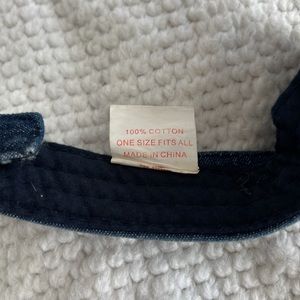 100% COTTON
ONE SIZE FITS ALL
MADE IN CHINA